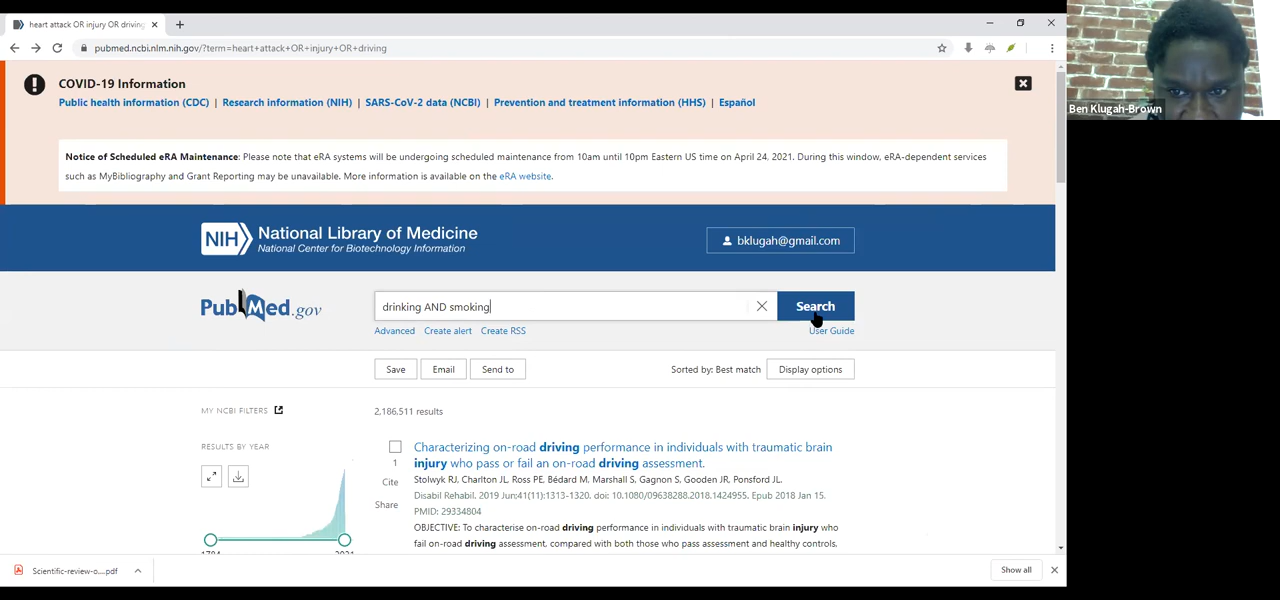 heart attack OR injury OR driving
pubmed.ncbi.nlm.nih.gov/?term=heart+attack+OR+injury+OR+driving
Ben Klugah-Brown
COVID-19 Information
Public health information (CDC) | Research information (NIH) | SARS-CoV-2 data (NCBI) | Prevention and treatment information (HHS) | Español
Notice of Scheduled eRA Maintenance: Please note that eRA systems will be undergoing scheduled maintenance from 10am until 10pm Eastern US time on April 24, 2021. During this window, eRA-dependent services
such as MyBibliography and Grant Reporting may be unavailable. More information is available on the eRA website.
NIH National Library of Medicine
National Center for Biotechnology Information
bklugah@gmail.com
PubMed.gov
drinking AND smoking
Search
Advanced Create alert Create RSS
User Guide
Save Email Send to
Sorted by: Best match Display options
MY NCBI FILTERS
2,186,511 results
RESULTS BY YEAR
Characterizing on-road driving performance in individuals with traumatic brain
injury who pass or fail an on-road driving assessment.
1
Cite
Share
Stolwyk RJ, Charlton JL, Ross PE, Bédard M, Marshall S, Gagnon S, Gooden JR, Ponsford JL.
Disabil Rehabil. 2019 Jun;41(11):1313-1320. doi: 10.1080/09638288.2018.1424955. Epub 2018 Jan 15.
PMID: 29334804
OBJECTIVE: To characterise on-road driving performance in individuals with traumatic brain injury who
fail on-road driving assessment, compared with both those who pass assessment and healthy controls.
1784 2021
Scientific-review-o....pdf
Show all